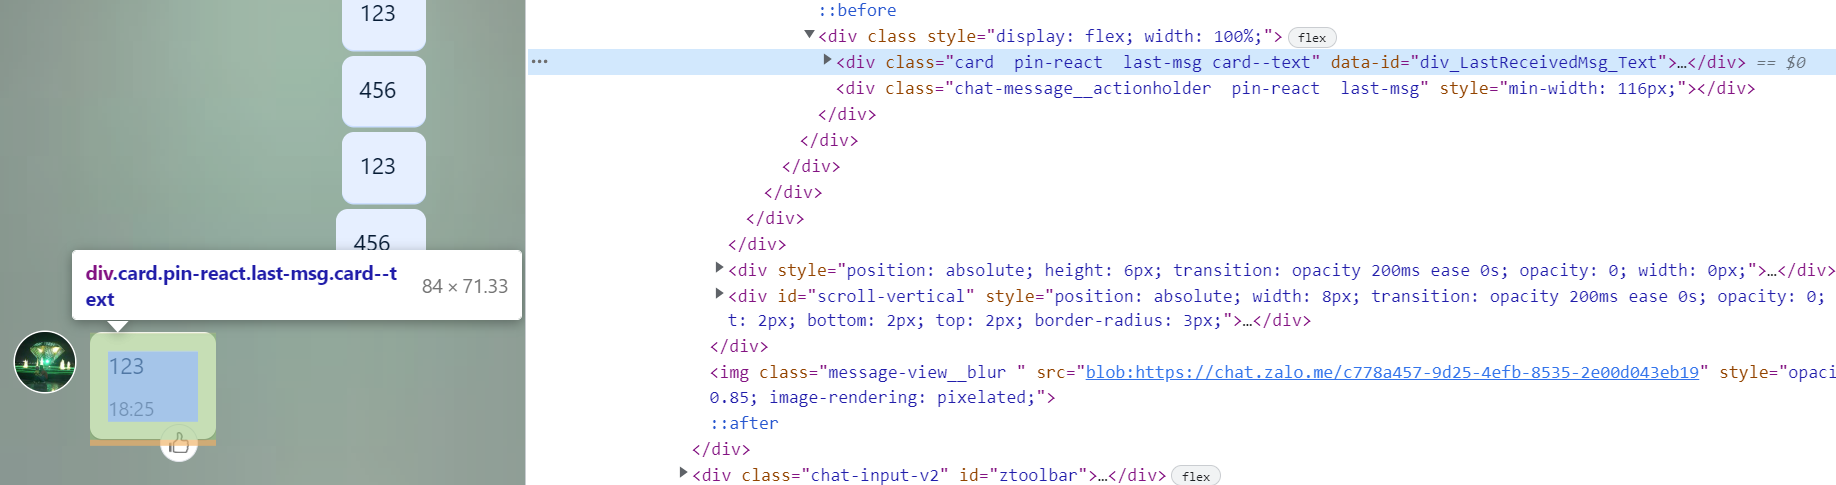 123
456
123
456
div.card.pin-react.last-msg.card--t
ext
84 × 71.33
123
18:25
::before
▼<div class style="display: flex; width: 100%;"> flex
... ▶<div class="card  pin-react  last-msg card--text" data-id="div_LastReceivedMsg_Text">…</div> == $0
<div class="chat-message__actionholder  pin-react  last-msg" style="min-width: 116px;"></div>
</div>
</div>
</div>
</div>
</div>
</div>
▶<div style="position: absolute; height: 6px; transition: opacity 200ms ease 0s; opacity: 0; width: 0px;">…</div>
▶<div id="scroll-vertical" style="position: absolute; width: 8px; transition: opacity 200ms ease 0s; opacity: 0;
t: 2px; bottom: 2px; top: 2px; border-radius: 3px;">…</div>
</div>
<img class="message-view__blur " src="blob:https://chat.zalo.me/c778a457-9d25-4efb-8535-2e00d043eb19" style="opaci
0.85; image-rendering: pixelated;">
::after
</div>
▶<div class="chat-input-v2" id="ztoolbar">…</div> flex